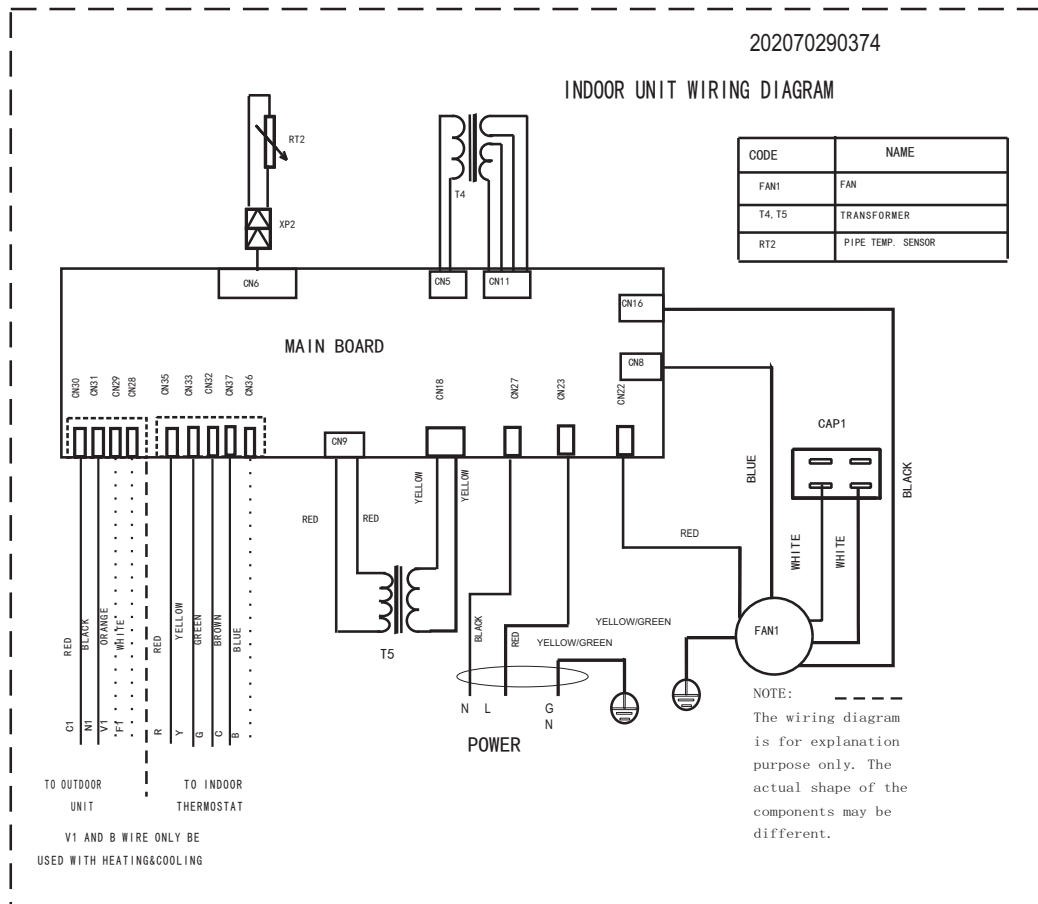 202070290374
INDOOR UNIT WIRING DIAGRAM
CODE NAME
FAN1 FAN
T4, T5 TRANSFORMER
RT2 PIPE TEMP. SENSOR
RT2
XP2
T4
CN6
CN5
CN11
CN16
MAIN BOARD
CN8
CN30
CN31
CN29
CN28
CN35
CN33
CN32
CN37
CN36
CN18
CN27
CN23
CN22
CN9
CAP1
BLUE
BLACK
YELLOW
YELLOW
RED
RED
RED
WHITE
WHITE
T5
RED
BLACK
ORANGE
WHITE
RED
YELLOW
GREEN
BROWN
BLUE
BLACK
RED
YELLOW/GREEN
YELLOW/GREEN
FAN1
C1
N1
V1
F1
R
Y
G
C
B
N L G
N
POWER
TO OUTDOOR
UNIT
TO INDOOR
THERMOSTAT
V1 AND B WIRE ONLY BE
USED WITH HEATING&COOLING
NOTE:
The wiring diagram
is for explanation
purpose only. The
actual shape of the
components may be
different.